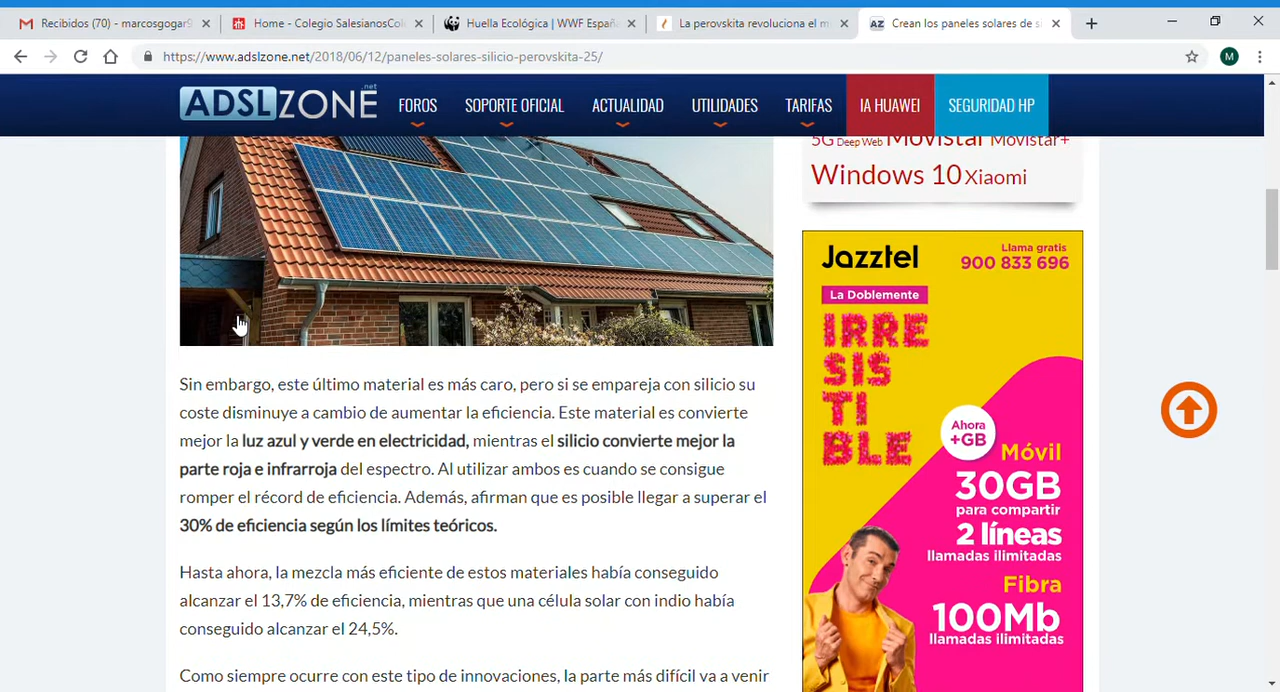 Recibidos (70) - marcosgogar9
Home - Colegio SalesianosCole
Huella Ecológica | WWF Españ
La perovskita revoluciona el m
Crean los paneles solares de si
https://www.adslzone.net/2018/06/12/paneles-solares-silicio-perovskita-25/
M
ADSLZONE .net
FOROS
SOPORTE OFICIAL
ACTUALIDAD
UTILIDADES
TARIFAS
IA HUAWEI
SEGURIDAD HP
5G Deep Web Movistar Movistar+
Windows 10 Xiaomi
Sin embargo, este último material es más caro, pero si se empareja con silicio su
coste disminuye a cambio de aumentar la eficiencia. Este material es convierte
mejor la luz azul y verde en electricidad, mientras el silicio convierte mejor la
parte roja e infrarroja del espectro. Al utilizar ambos es cuando se consigue
romper el récord de eficiencia. Además, afirman que es posible llegar a superar el
30% de eficiencia según los límites teóricos.
Hasta ahora, la mezcla más eficiente de estos materiales había conseguido
alcanzar el 13,7% de eficiencia, mientras que una célula solar con indio había
conseguido alcanzar el 24,5%.
Como siempre ocurre con este tipo de innovaciones, la parte más difícil va a venir
Jazztel
Llama gratis
900 833 696
La Doblemente
IRRE
SIS
TI
BLE
Ahora
+GB
Móvil
30GB
para compartir
2 líneas
llamadas ilimitadas
Fibra
100Mb
llamadas ilimitadas